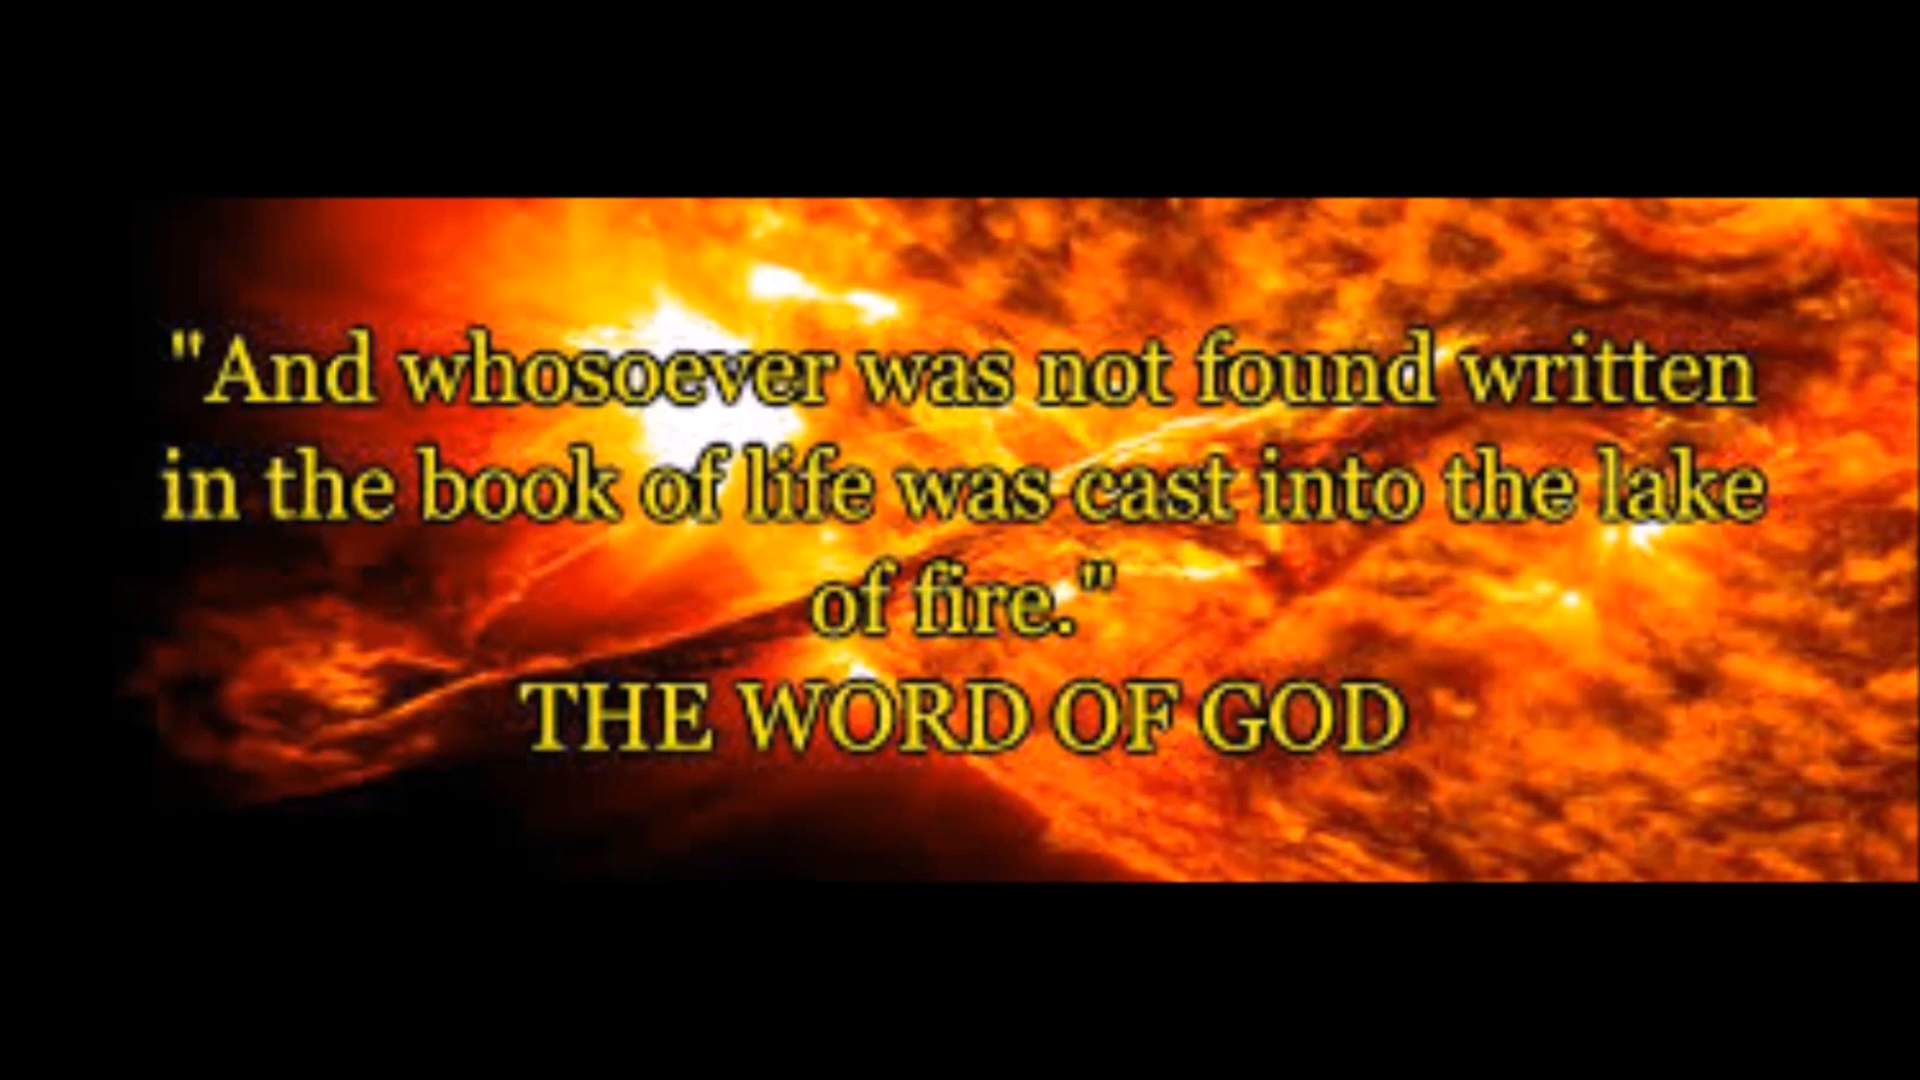 "And whosoever was not found written
in the book of life was cast into the lake
of fire."
THE WORD OF GOD